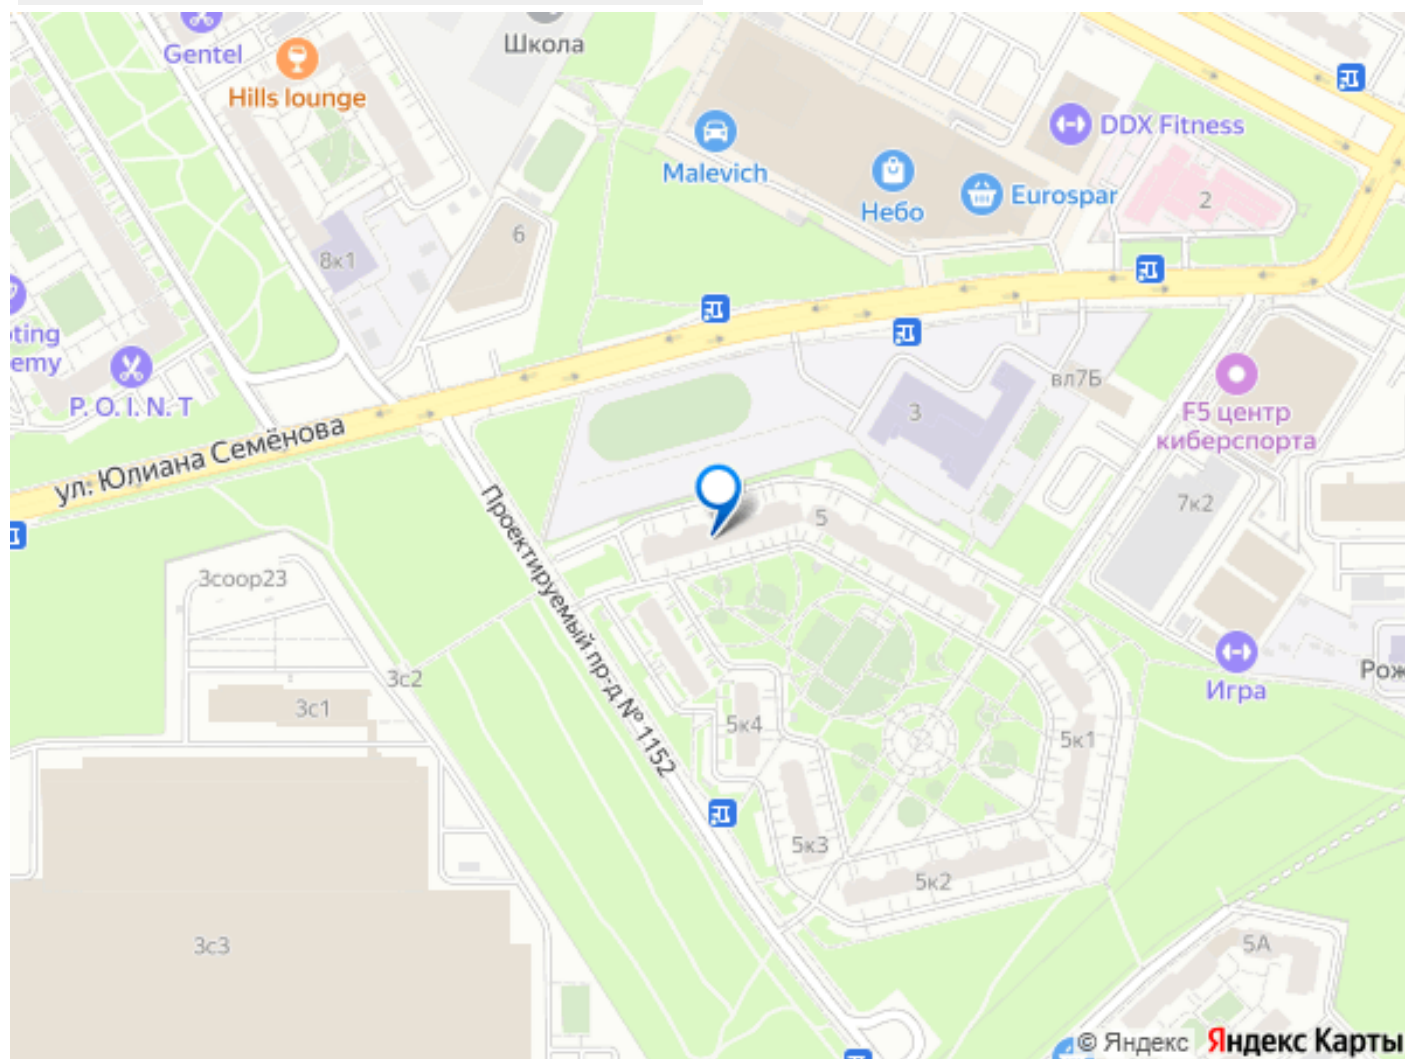 Gentel
Школа
Hills lounge
DDX Fitness
Malevich
Eurospar
Небо
2
6
8к1
ting
emy
P. O. I. N. T
вл7Б
3
F5 центр
киберспорта
ул. Юлиана Семёнова
7к2
5
Проектируемый пр-д № 1152
3соор23
3с2
Рож
Игра
3с1
5к4
5к1
5к3
5к2
3с3
5А
© Яндекс Яндекс Карты